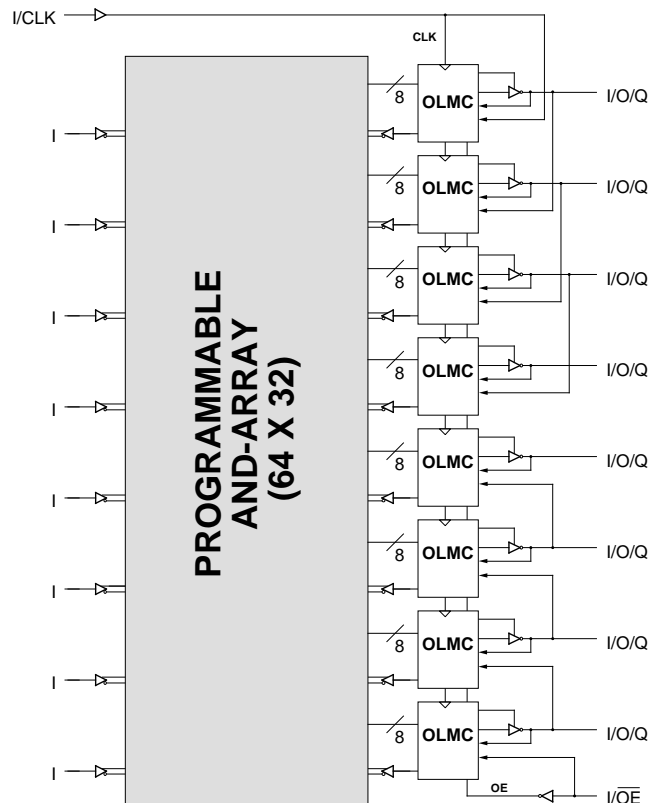 I/CLK
CLK
8
OLMC
I/O/Q
I
8
OLMC
I/O/Q
I
8
OLMC
I/O/Q
I
8
OLMC
I/O/Q
I
8
OLMC
I/O/Q
I
8
OLMC
I/O/Q
I
8
OLMC
I/O/Q
I
8
OLMC
I/O/Q
I
OE
I/O̅E̅
PROGRAMMABLE
AND-ARRAY
(64 X 32)